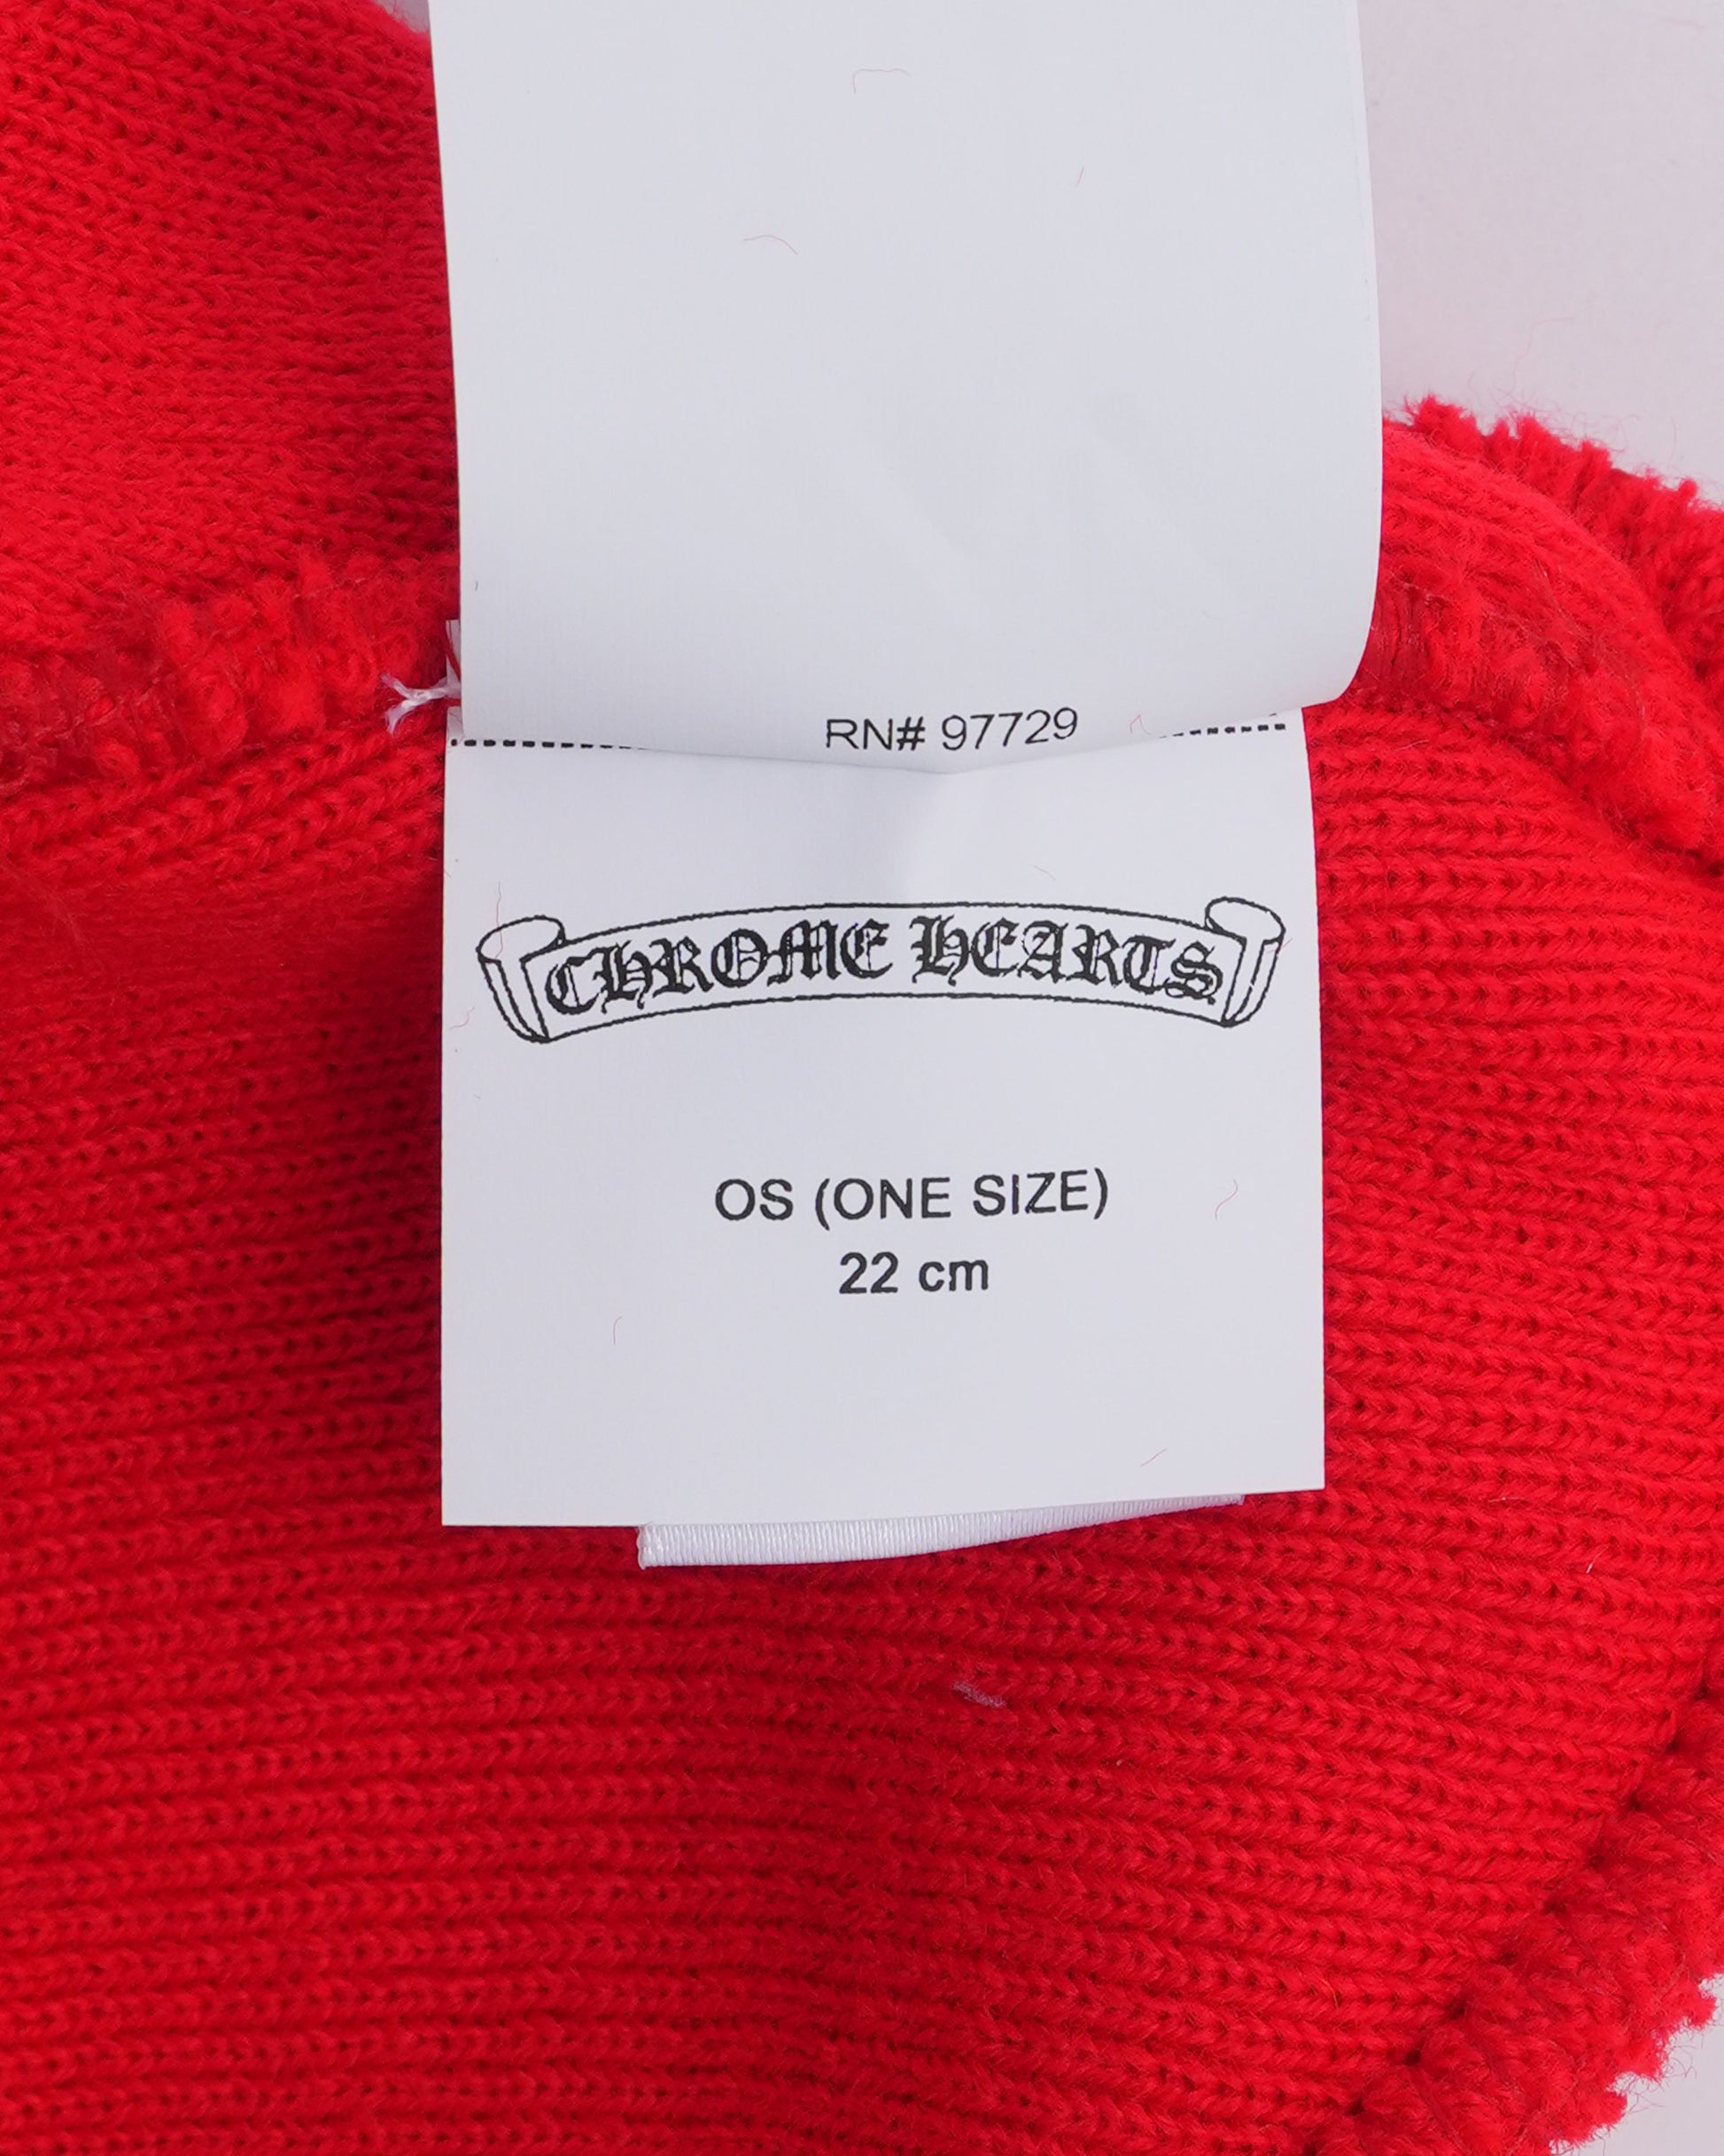 RN# 97729
CHROME HEARTS
OS (ONE SIZE)
22 cm